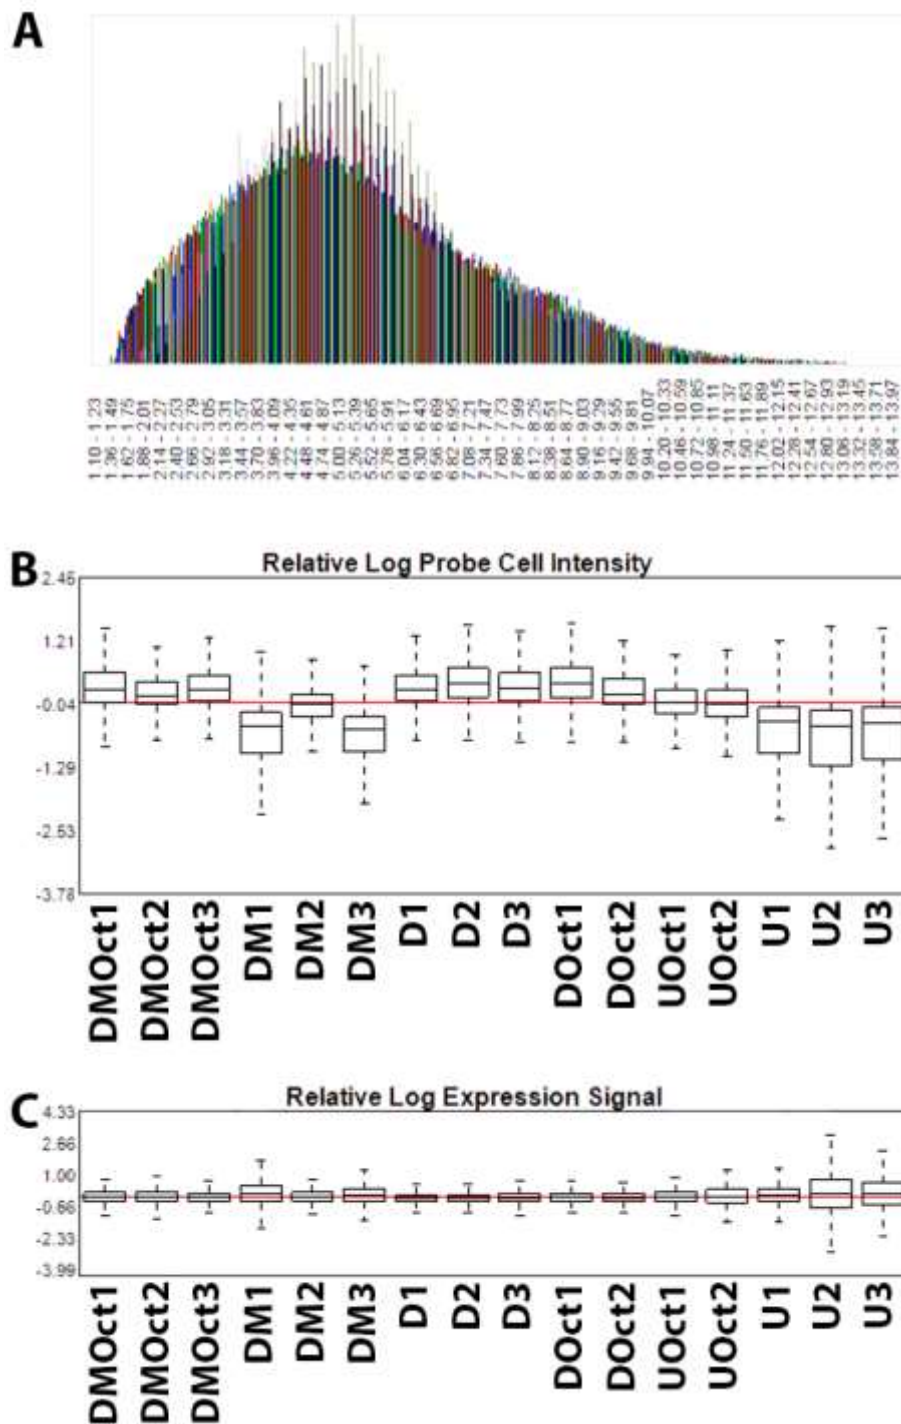 A
1.10 - 1.23
1.36 - 1.49
1.62 - 1.75
1.88 - 2.01
2.14 - 2.27
2.40 - 2.53
2.66 - 2.79
2.92 - 3.05
3.18 - 3.31
3.44 - 3.57
3.70 - 3.83
3.96 - 4.09
4.22 - 4.35
4.48 - 4.61
4.74 - 4.87
5.00 - 5.13
5.26 - 5.39
5.52 - 5.65
5.78 - 5.91
6.04 - 6.17
6.30 - 6.43
6.56 - 6.69
6.82 - 6.95
7.08 - 7.21
7.34 - 7.47
7.60 - 7.73
7.86 - 7.99
8.12 - 8.25
8.38 - 8.51
8.64 - 8.77
8.90 - 9.03
9.16 - 9.29
9.42 - 9.55
9.68 - 9.81
9.94 - 10.07
10.20 - 10.33
10.46 - 10.59
10.72 - 10.85
10.98 - 11.11
11.24 - 11.37
11.50 - 11.63
11.76 - 11.89
12.02 - 12.15
12.28 - 12.41
12.54 - 12.67
12.80 - 12.93
13.06 - 13.19
13.32 - 13.45
13.58 - 13.71
13.84 - 13.97
B
Relative Log Probe Cell Intensity
2.45
1.21
-0.04
-1.29
-2.53
-3.78
DMOct1
DMOct2
DMOct3
DM1
DM2
DM3
D1
D2
D3
DOct1
DOct2
UOct1
UOct2
U1
U2
U3
C
Relative Log Expression Signal
4.33
2.66
1.00
-0.66
-2.33
-3.99
DMOct1
DMOct2
DMOct3
DM1
DM2
DM3
D1
D2
D3
DOct1
DOct2
UOct1
UOct2
U1
U2
U3